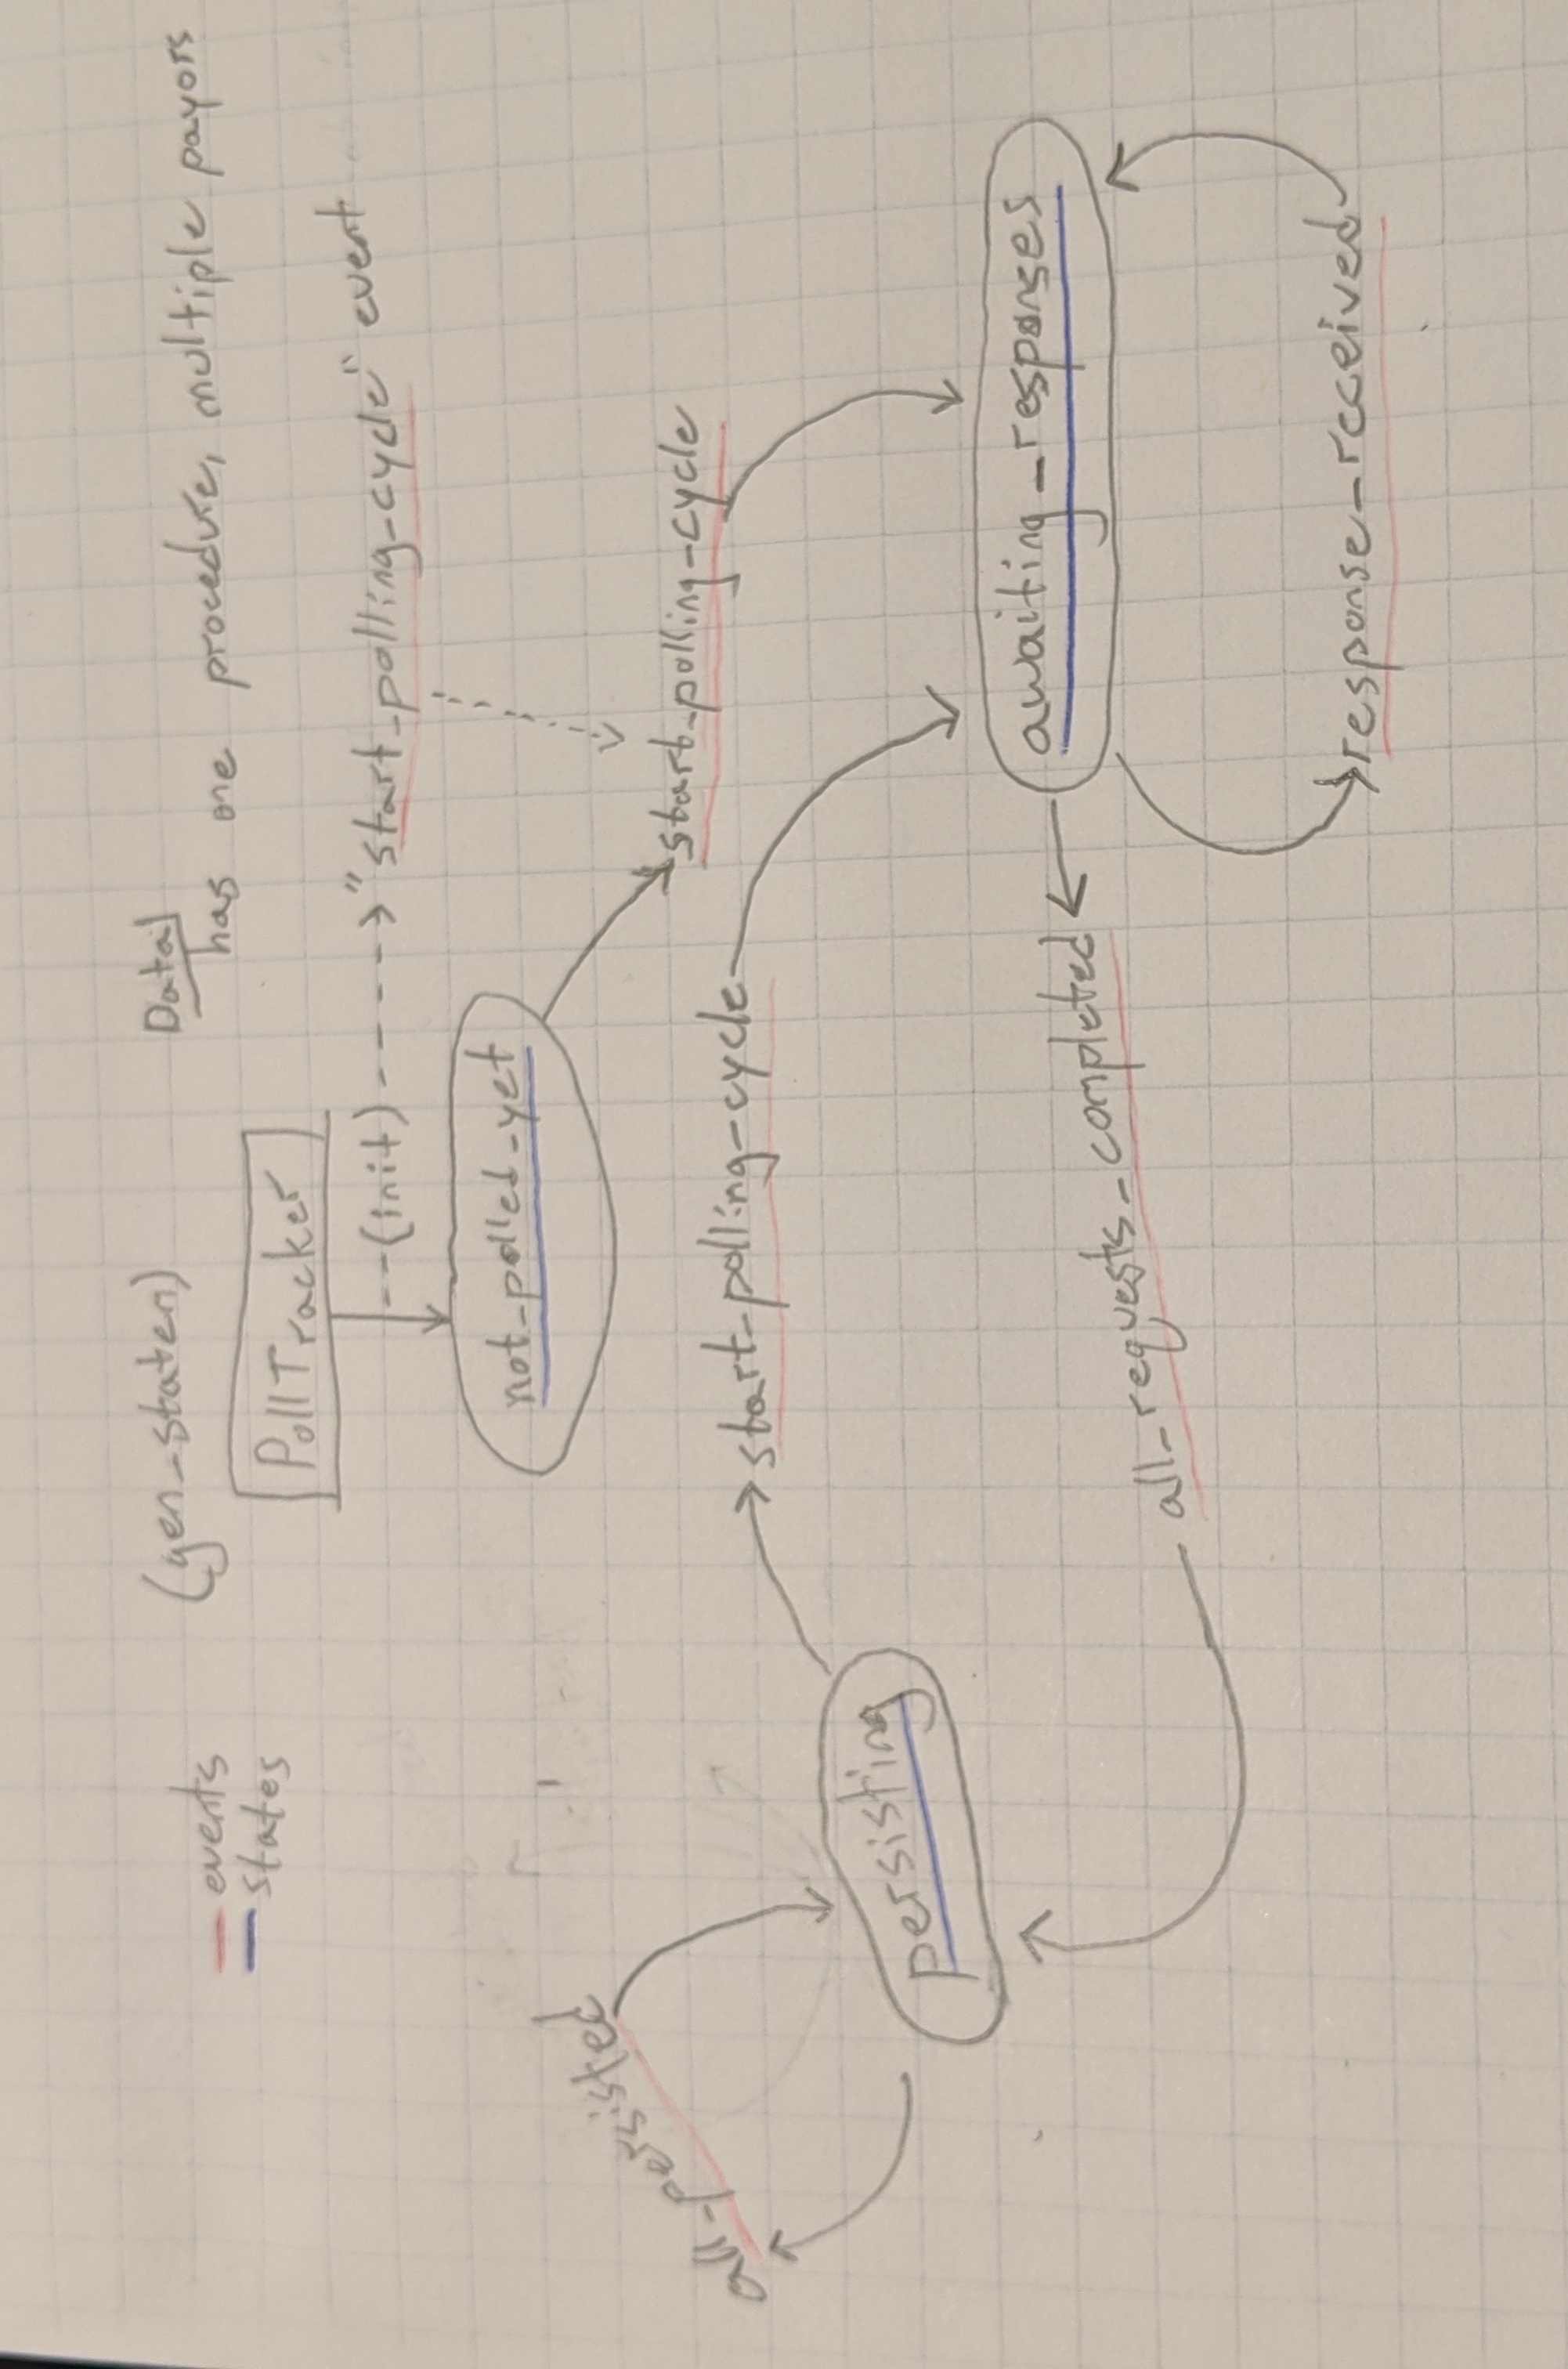 events
states
(gen_statem)
Data
has one procedure, multiple payors
PollTracker
(init)
"start_polling_cycle" event
not_polled_yet
all_persisted
start_polling_cycle
start_polling_cycle
persisting
awaiting_responses
all_requests_completed
response_received